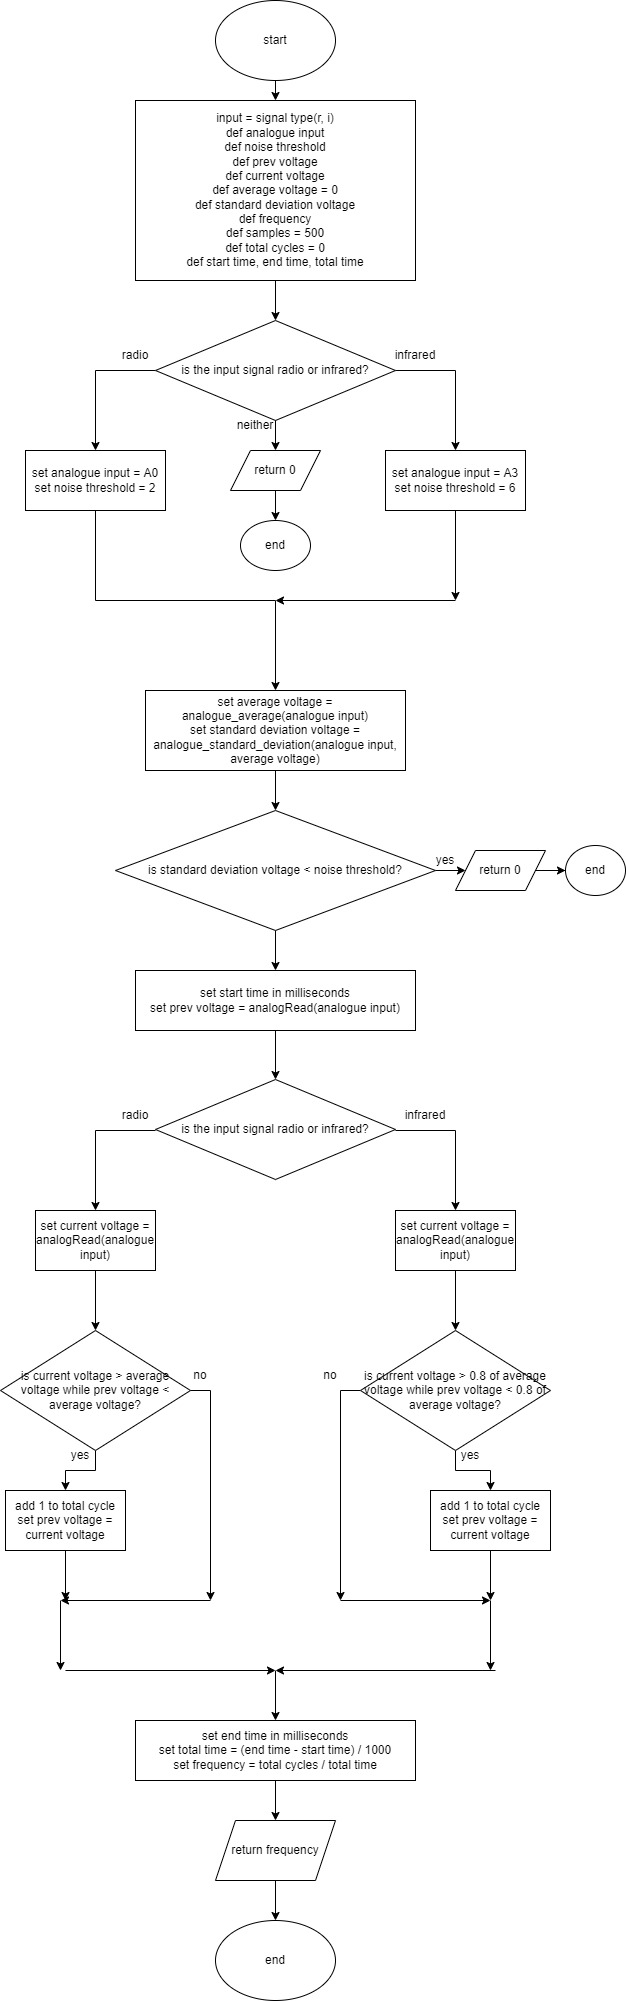 start
input = signal type(r, i)
def analogue input
def noise threshold
def prev voltage
def current voltage
def average voltage = 0
def standard deviation voltage
def frequency
def samples = 500
def total cycles = 0
def start time, end time, total time
radio
infrared
is the input signal radio or infrared?
neither
set analogue input = A0
set noise threshold = 2
return 0
set analogue input = A3
set noise threshold = 6
end
set average voltage =
analogue_average(analogue input)
set standard deviation voltage =
analogue_standard_deviation(analogue input,
average voltage)
is standard deviation voltage < noise threshold?
yes
return 0
end
set start time in milliseconds
set prev voltage = analogRead(analogue input)
radio
infrared
is the input signal radio or infrared?
set current voltage =
analogRead(analogue
input)
set current voltage =
analogRead(analogue
input)
is current voltage > average
voltage while prev voltage <
average voltage?
no
no
is current voltage > 0.8 of average
voltage while prev voltage < 0.8 of
average voltage?
yes
yes
add 1 to total cycle
set prev voltage =
current voltage
add 1 to total cycle
set prev voltage =
current voltage
set end time in milliseconds
set total time = (end time - start time) / 1000
set frequency = total cycles / total time
return frequency
end